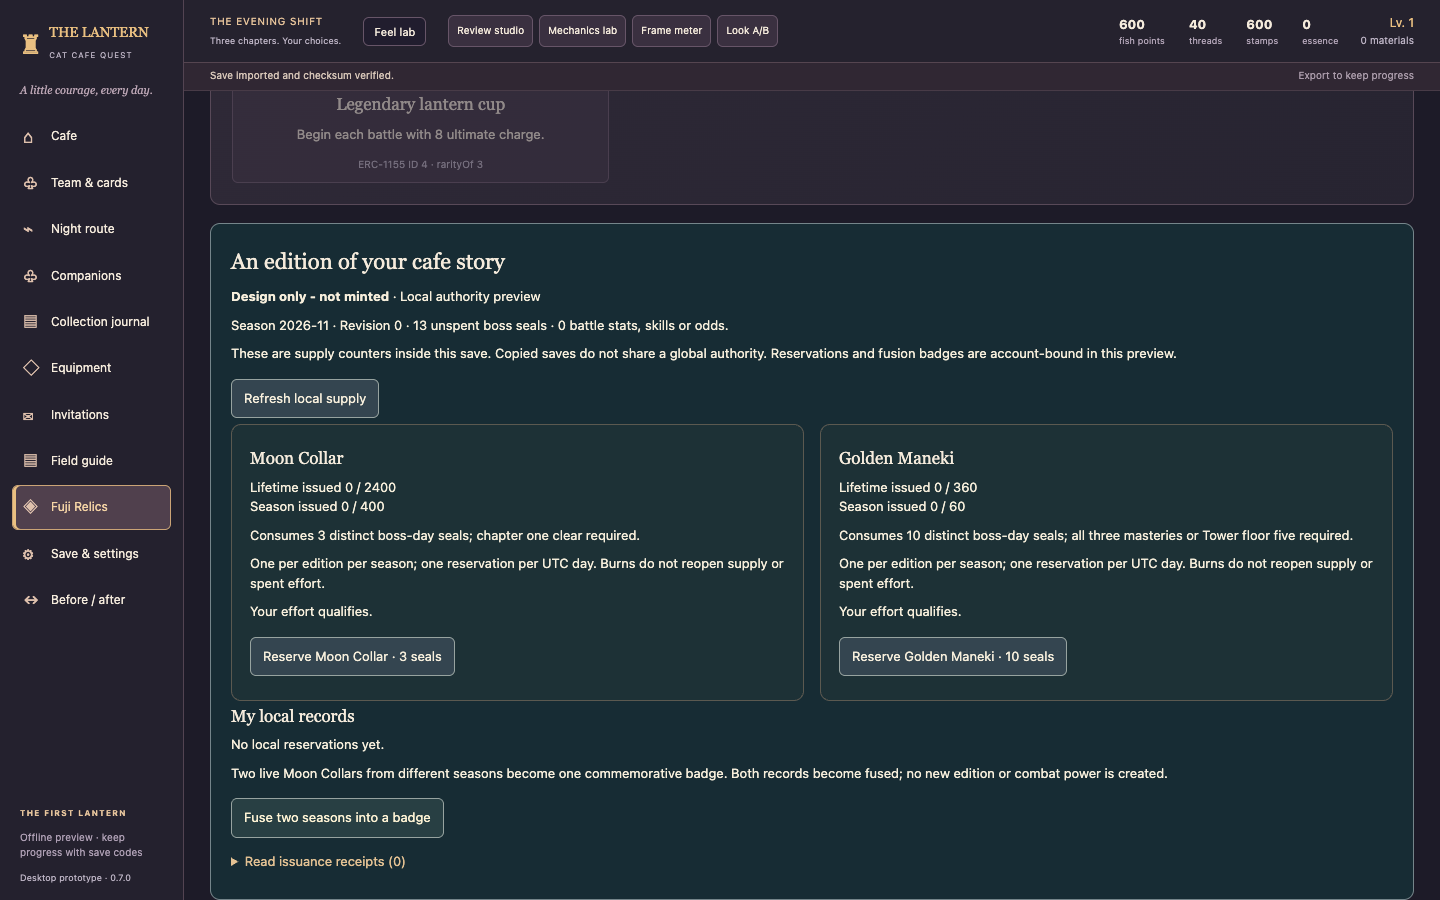 THE LANTERN
CAT CAFE QUEST
A little courage, every day.
Cafe
Team & cards
Night route
Companions
Collection journal
Equipment
Invitations
Field guide
Fuji Relics
Save & settings
Before / after
THE FIRST LANTERN
Offline preview · keep
progress with save codes
Desktop prototype · 0.7.0
THE EVENING SHIFT
Three chapters. Your choices.
Feel lab
Review studio
Mechanics lab
Frame meter
Look A/B
600
fish points
40
threads
600
stamps
0
essence
Lv. 1
0 materials
Save imported and checksum verified.
Export to keep progress
Legendary lantern cup
Begin each battle with 8 ultimate charge.
ERC-1155 ID 4 · rarityOf 3
An edition of your cafe story
Design only - not minted · Local authority preview
Season 2026-11 · Revision 0 · 13 unspent boss seals · 0 battle stats, skills or odds.
These are supply counters inside this save. Copied saves do not share a global authority. Reservations and fusion badges are account-bound in this preview.
Refresh local supply
Moon Collar
Lifetime issued 0 / 2400
Season issued 0 / 400
Consumes 3 distinct boss-day seals; chapter one clear required.
One per edition per season; one reservation per UTC day. Burns do not reopen supply or
spent effort.
Your effort qualifies.
Reserve Moon Collar · 3 seals
Golden Maneki
Lifetime issued 0 / 360
Season issued 0 / 60
Consumes 10 distinct boss-day seals; all three masteries or Tower floor five required.
One per edition per season; one reservation per UTC day. Burns do not reopen supply or
spent effort.
Your effort qualifies.
Reserve Golden Maneki · 10 seals
My local records
No local reservations yet.
Two live Moon Collars from different seasons become one commemorative badge. Both records become fused; no new edition or combat power is created.
Fuse two seasons into a badge
Read issuance receipts (0)